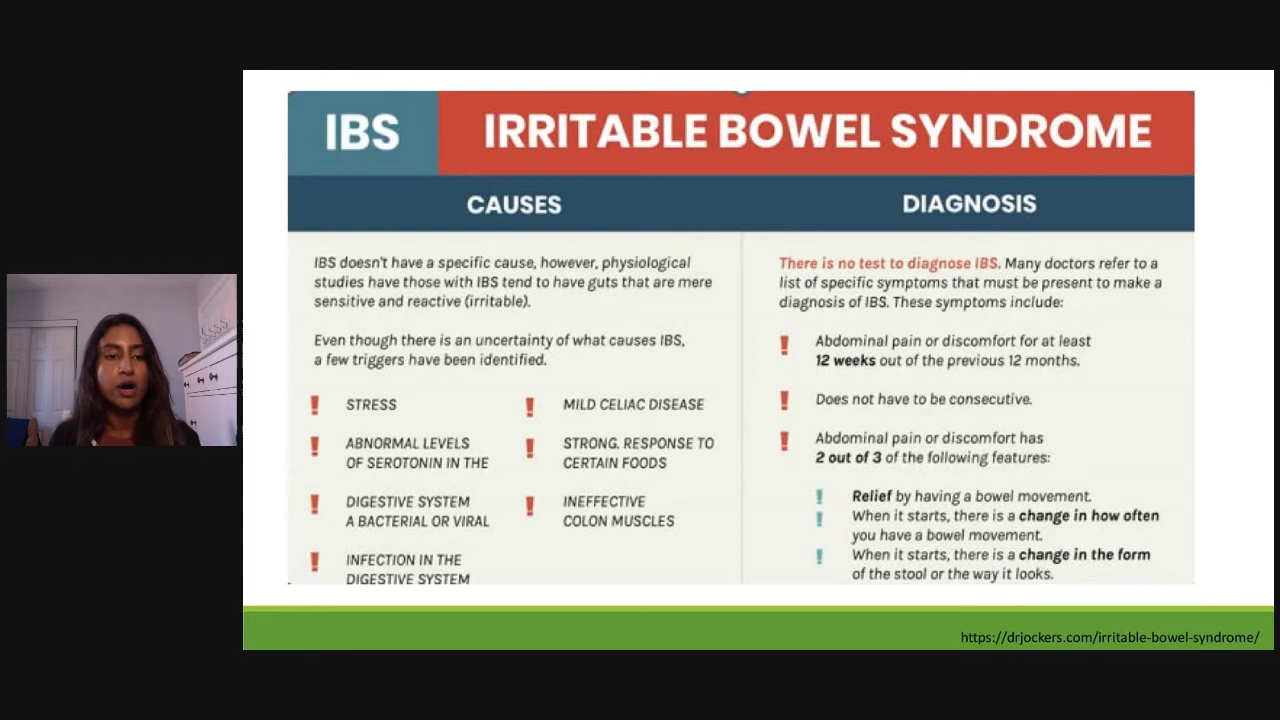 IBS
IRRITABLE BOWEL SYNDROME
CAUSES
IBS doesn't have a specific cause, however, physiological
studies have those with IBS tend to have guts that are mere
sensitive and reactive (irritable).
Even though there is an uncertainty of what causes IBS,
a few triggers have been identified.
! STRESS
! ABNORMAL LEVELS
OF SEROTONIN IN THE
! DIGESTIVE SYSTEM
A BACTERIAL OR VIRAL
! INFECTION IN THE
DIGESTIVE SYSTEM
! MILD CELIAC DISEASE
! STRONG. RESPONSE TO
CERTAIN FOODS
! INEFFECTIVE
COLON MUSCLES
DIAGNOSIS
There is no test to diagnose IBS. Many doctors refer to a
list of specific symptoms that must be present to make a
diagnosis of IBS. These symptoms include:
! Abdominal pain or discomfort for at least
12 weeks out of the previous 12 months.
! Does not have to be consecutive.
! Abdominal pain or discomfort has
2 out of 3 of the following features:
! Relief by having a bowel movement.
! When it starts, there is a change in how often
you have a bowel movement.
! When it starts, there is a change in the form
of the stool or the way it looks.
https://drjockers.com/irritable-bowel-syndrome/